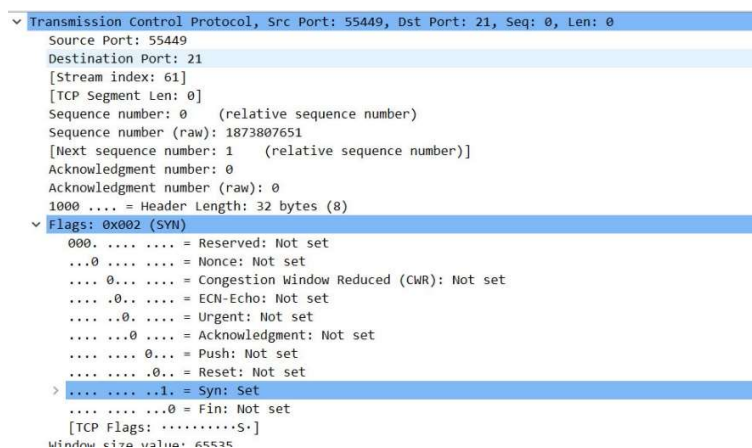 Transmission Control Protocol, Src Port: 55449, Dst Port: 21, Seq: 0, Len: 0
Source Port: 55449
Destination Port: 21
[Stream index: 61]
[TCP Segment Len: 0]
Sequence number: 0    (relative sequence number)
Sequence number (raw): 1873807651
[Next sequence number: 1    (relative sequence number)]
Acknowledgment number: 0
Acknowledgment number (raw): 0
1000 .... = Header Length: 32 bytes (8)
Flags: 0x002 (SYN)
000. .... .... = Reserved: Not set
...0 .... .... = Nonce: Not set
.... 0... .... = Congestion Window Reduced (CWR): Not set
.... .0.. .... = ECN-Echo: Not set
.... ..0. .... = Urgent: Not set
.... ...0 .... = Acknowledgment: Not set
.... .... 0... = Push: Not set
.... .... .0.. = Reset: Not set
.... .... ..1. = Syn: Set
.... .... ...0 = Fin: Not set
[TCP Flags: ··········S·]
Window size value: 65535